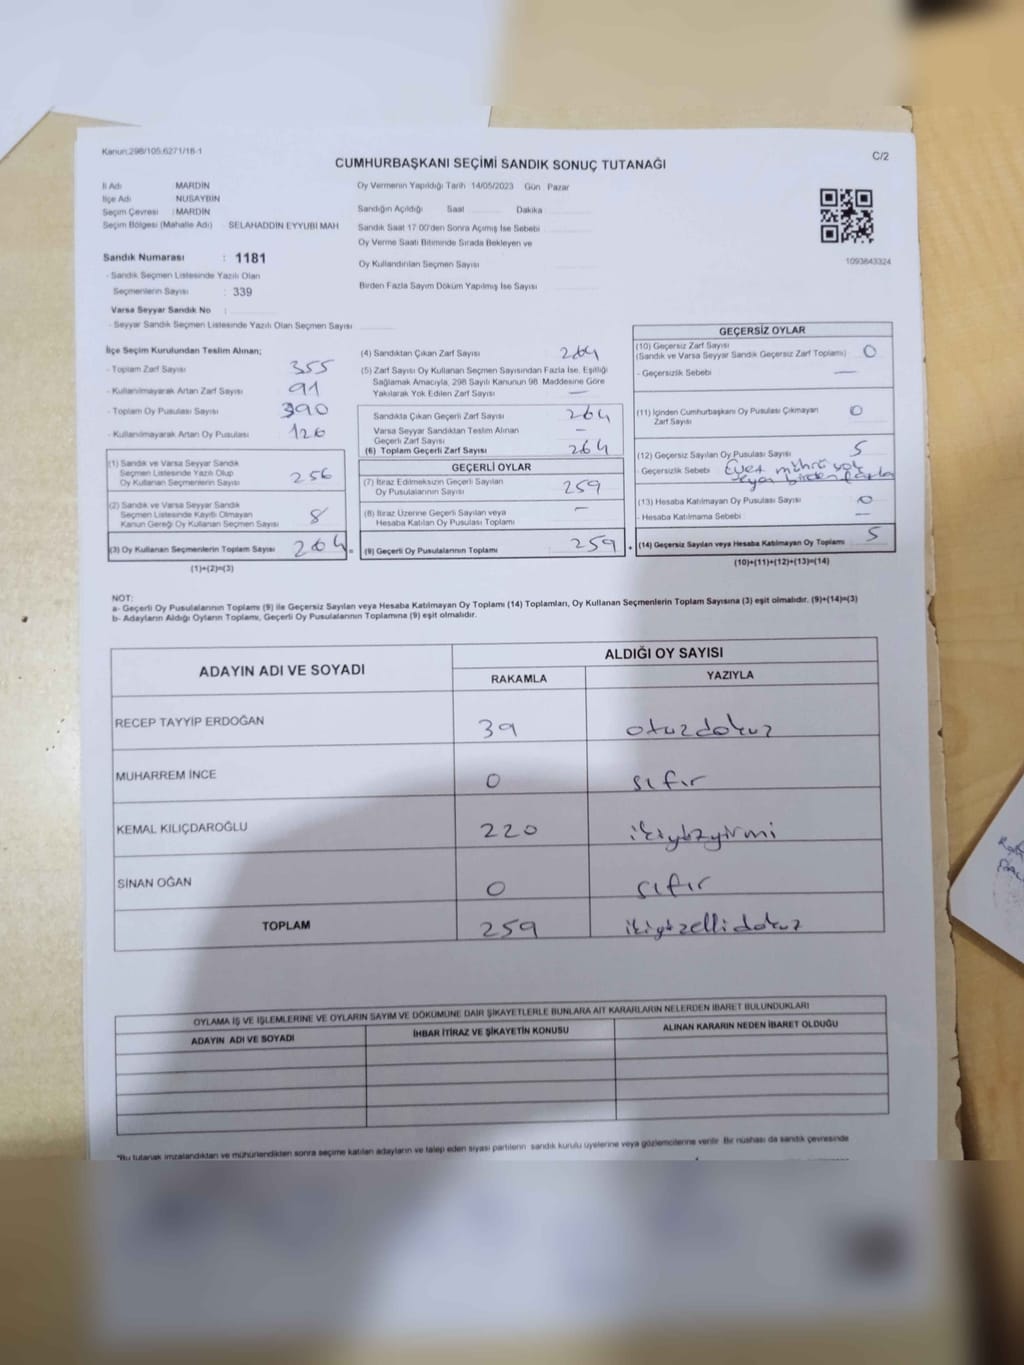 Kanun:298/105,6271/18-1
C/2
CUMHURBAŞKANI SEÇİMİ SANDIK SONUÇ TUTANAĞI
İl Adı : MARDİN
İlçe Adı : NUSAYBİN
Seçim Çevresi : MARDİN
Seçim Bölgesi (Mahalle Adı) : SELAHADDİN EYYUBİ MAH
Sandık Numarası : 1181
- Sandık Seçmen Listesinde Yazılı Olan
Seçmenlerin Sayısı : 339
Varsa Seyyar Sandık No :
- Seyyar Sandık Seçmen Listesinde Yazılı Olan Seçmen Sayısı
Oy Vermenin Yapıldığı Tarih 14/05/2023 Gün Pazar
Sandığın Açıldığı Saat Dakika
Sandık Saat 17:00'den Sonra Açımış İse Sebebi
Oy Verme Saati Bitiminde Sırada Bekleyen ve
Oy Kullandırılan Seçmen Sayısı
Birden Fazla Sayım Döküm Yapılmış İse Sayısı
1093843324
İlçe Seçim Kurulundan Teslim Alınan;
- Toplam Zarf Sayısı 355
- Kullanılmayarak Artan Zarf Sayısı 91
- Toplam Oy Pusulası Sayısı 390
- Kullanılmayarak Artan Oy Pusulası 126
(1) Sandık ve Varsa Seyyar Sandık
Seçmen Listesinde Yazılı Olup
Oy Kullanan Seçmenlerin Sayısı 256
(2) Sandık ve Varsa Seyyar Sandık
Seçmen Listesinde Kayıtlı Olmayan
Kanun Gereği Oy Kullanan Seçmen Sayısı 8
(3) Oy Kullanan Seçmenlerin Toplam Sayısı 264 =
(1)+(2)=(3)
(4) Sandıktan Çıkan Zarf Sayısı 264
(5) Zarf Sayısı Oy Kullanan Seçmen Sayısından Fazla İse, Eşitliği
Sağlamak Amacıyla, 298 Sayılı Kanunun 98 Maddesine Göre
Yakılarak Yok Edilen Zarf Sayısı —
Sandıkta Çıkan Geçerli Zarf Sayısı 264
Varsa Seyyar Sandıktan Teslim Alınan
Geçerli Zarf Sayısı —
(6) Toplam Geçerli Zarf Sayısı 264
GEÇERLİ OYLAR
(7) İtiraz Edilmeksizin Geçerli Sayılan
Oy Pusulalarının Sayısı 259
(8) İtiraz Üzerine Geçerli Sayılan veya
Hesaba Katılan Oy Pusulası Toplamı —
(9) Geçerli Oy Pusulalarının Toplamı 259 +
GEÇERSİZ OYLAR
(10) Geçersiz Zarf Sayısı
(Sandık ve Varsa Seyyar Sandık Geçersiz Zarf Toplamı) 0
- Geçersizlik Sebebi : —
(11) İçinden Cumhurbaşkanı Oy Pusulası Çıkmayan
Zarf Sayısı 0
(12) Geçersiz Sayılan Oy Pusulası Sayısı 5
- Geçersizlik Sebebi : Evet mührü yok
veya birden fazla
(13) Hesaba Katılmayan Oy Pusulası Sayısı 0
- Hesaba Katılmama Sebebi : —
(14) Geçersiz Sayılan veya Hesaba Katılmayan Oy Toplamı 5
(10)+(11)+(12)+(13)=(14)
NOT:
a- Geçerli Oy Pusulalarının Toplamı (9) ile Geçersiz Sayılan veya Hesaba Katılmayan Oy Toplamı (14) Toplamları, Oy Kullanan Seçmenlerin Toplam Sayısına (3) eşit olmalıdır. (9)+(14)=(3)
b- Adayların Aldığı Oyların Toplamı, Geçerli Oy Pusulalarının Toplamına (9) eşit olmalıdır.
ADAYIN ADI VE SOYADI ALDIĞI OY SAYISI
RAKAMLA YAZIYLA
RECEP TAYYİP ERDOĞAN 39 otuzdokuz
MUHARREM İNCE 0 sıfır
KEMAL KILIÇDAROĞLU 220 ikiyüzyirmi
SİNAN OĞAN 0 sıfır
TOPLAM 259 ikiyüzellidokuz
OYLAMA İŞ VE İŞLEMLERİNE VE OYLARIN SAYIM VE DÖKÜMÜNE DAİR ŞİKAYETLERLE BUNLARA AİT KARARLARIN NELERDEN İBARET BULUNDUKLARI
ADAYIN ADI VE SOYADI İHBAR İTİRAZ VE ŞİKAYETİN KONUSU ALINAN KARARIN NEDEN İBARET OLDUĞU
*Bu tutanak imzalandıktan ve mühürlendikten sonra seçime katılan adayların ve talep eden siyasi partilerin sandık kurulu üyelerine veya gözlemcilerine verilir. Bir nüshası da sandık çevresinde